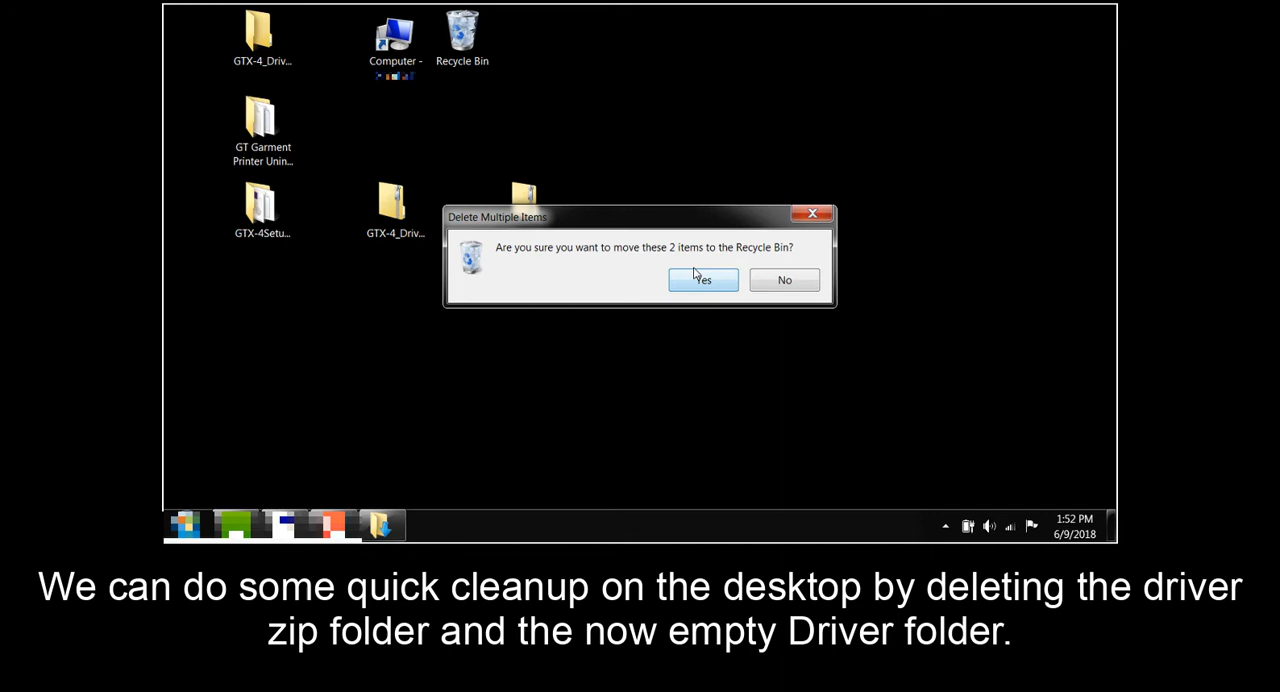 GTX-4_Driv...
Computer -
Recycle Bin
GT Garment
Printer Unin...
GTX-4Setu...
GTX-4_Driv...
Delete Multiple Items
Are you sure you want to move these 2 items to the Recycle Bin?
Yes
No
1:52 PM
6/9/2018
We can do some quick cleanup on the desktop by deleting the driver
zip folder and the now empty Driver folder.